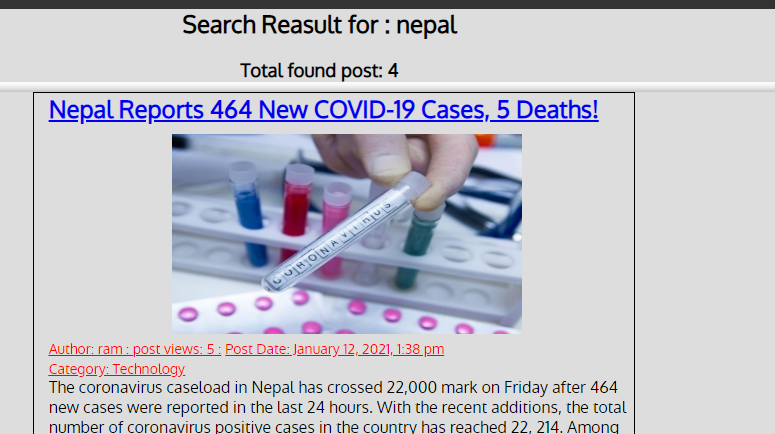 Search Reasult for : nepal
Total found post: 4
Nepal Reports 464 New COVID-19 Cases, 5 Deaths!
CORONAVIRUS
Author: ram : post views: 5 : Post Date: January 12, 2021, 1:38 pm
Category: Technology
The coronavirus caseload in Nepal has crossed 22,000 mark on Friday after 464
new cases were reported in the last 24 hours. With the recent additions, the total
number of coronavirus positive cases in the country has reached 22, 214. Among